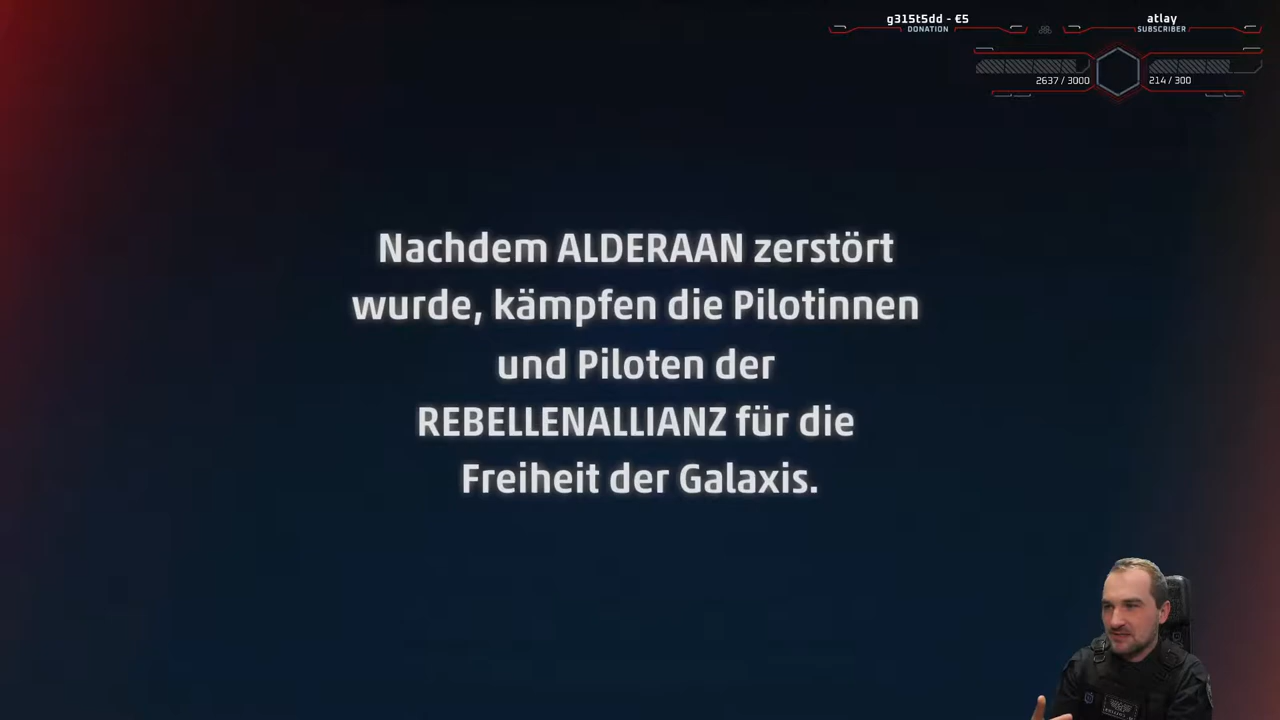 g315t5dd - €5
DONATION
atlay
SUBSCRIBER
2637 / 3000
214 / 300
Nachdem ALDERAAN zerstört
wurde, kämpfen die Pilotinnen
und Piloten der
REBELLENALLIANZ für die
Freiheit der Galaxis.